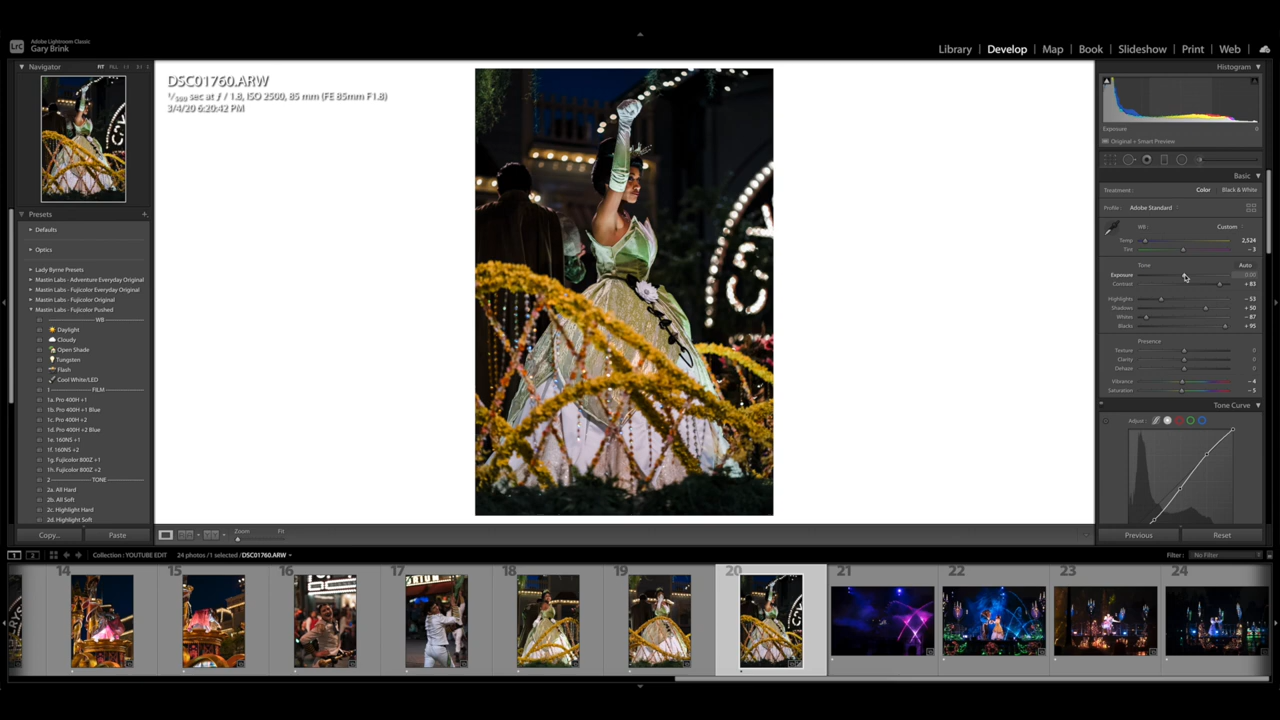 LrC
Adobe Lightroom Classic
Gary Brink
Library | Develop | Map | Book | Slideshow | Print | Web
Navigator
FIT
FILL
DSC01760.ARW
sec at ƒ / 1.8, ISO 2500, 85 mm (FE 85mm F1.8)
3/4/20 6:20:42 PM
Presets
Defaults
Optics
Lady Byrne Presets
Mastin Labs - Adventure Everyday Original
Mastin Labs - Fujicolor Everyday Original
Mastin Labs - Fujicolor Original
Mastin Labs - Fujicolor Pushed
WB
Daylight
Cloudy
Open Shade
Tungsten
Flash
Cool White/LED
1 FILM
1a. Pro 400H +1
1b. Pro 400H +1 Blue
1c. Pro 400H +2
1d. Pro 400H +2 Blue
1e. 160NS +1
1f. 160NS +2
1g. Fujicolor 800Z +1
1h. Fujicolor 800Z +2
2 TONE
2a. All Hard
2b. All Soft
2c. Highlight Hard
2d. Highlight Soft
Copy...
Paste
Zoom
Fit
Histogram
Exposure 0
Original + Smart Preview
Basic
Treatment : Color Black & White
Profile : Adobe Standard
WB : Custom
Temp 2,524
Tint - 3
Tone Auto
Exposure 0.00
Contrast + 83
Highlights - 53
Shadows + 50
Whites - 87
Blacks + 95
Presence
Texture 0
Clarity 0
Dehaze 0
Vibrance - 4
Saturation - 5
Tone Curve
Adjust :
Previous
Reset
1 2
Collection : YOUTUBE EDIT
24 photos /1 selected /DSC01760.ARW
Filter : No Filter
14 15 16 17 18 19 20 21 22 23 24